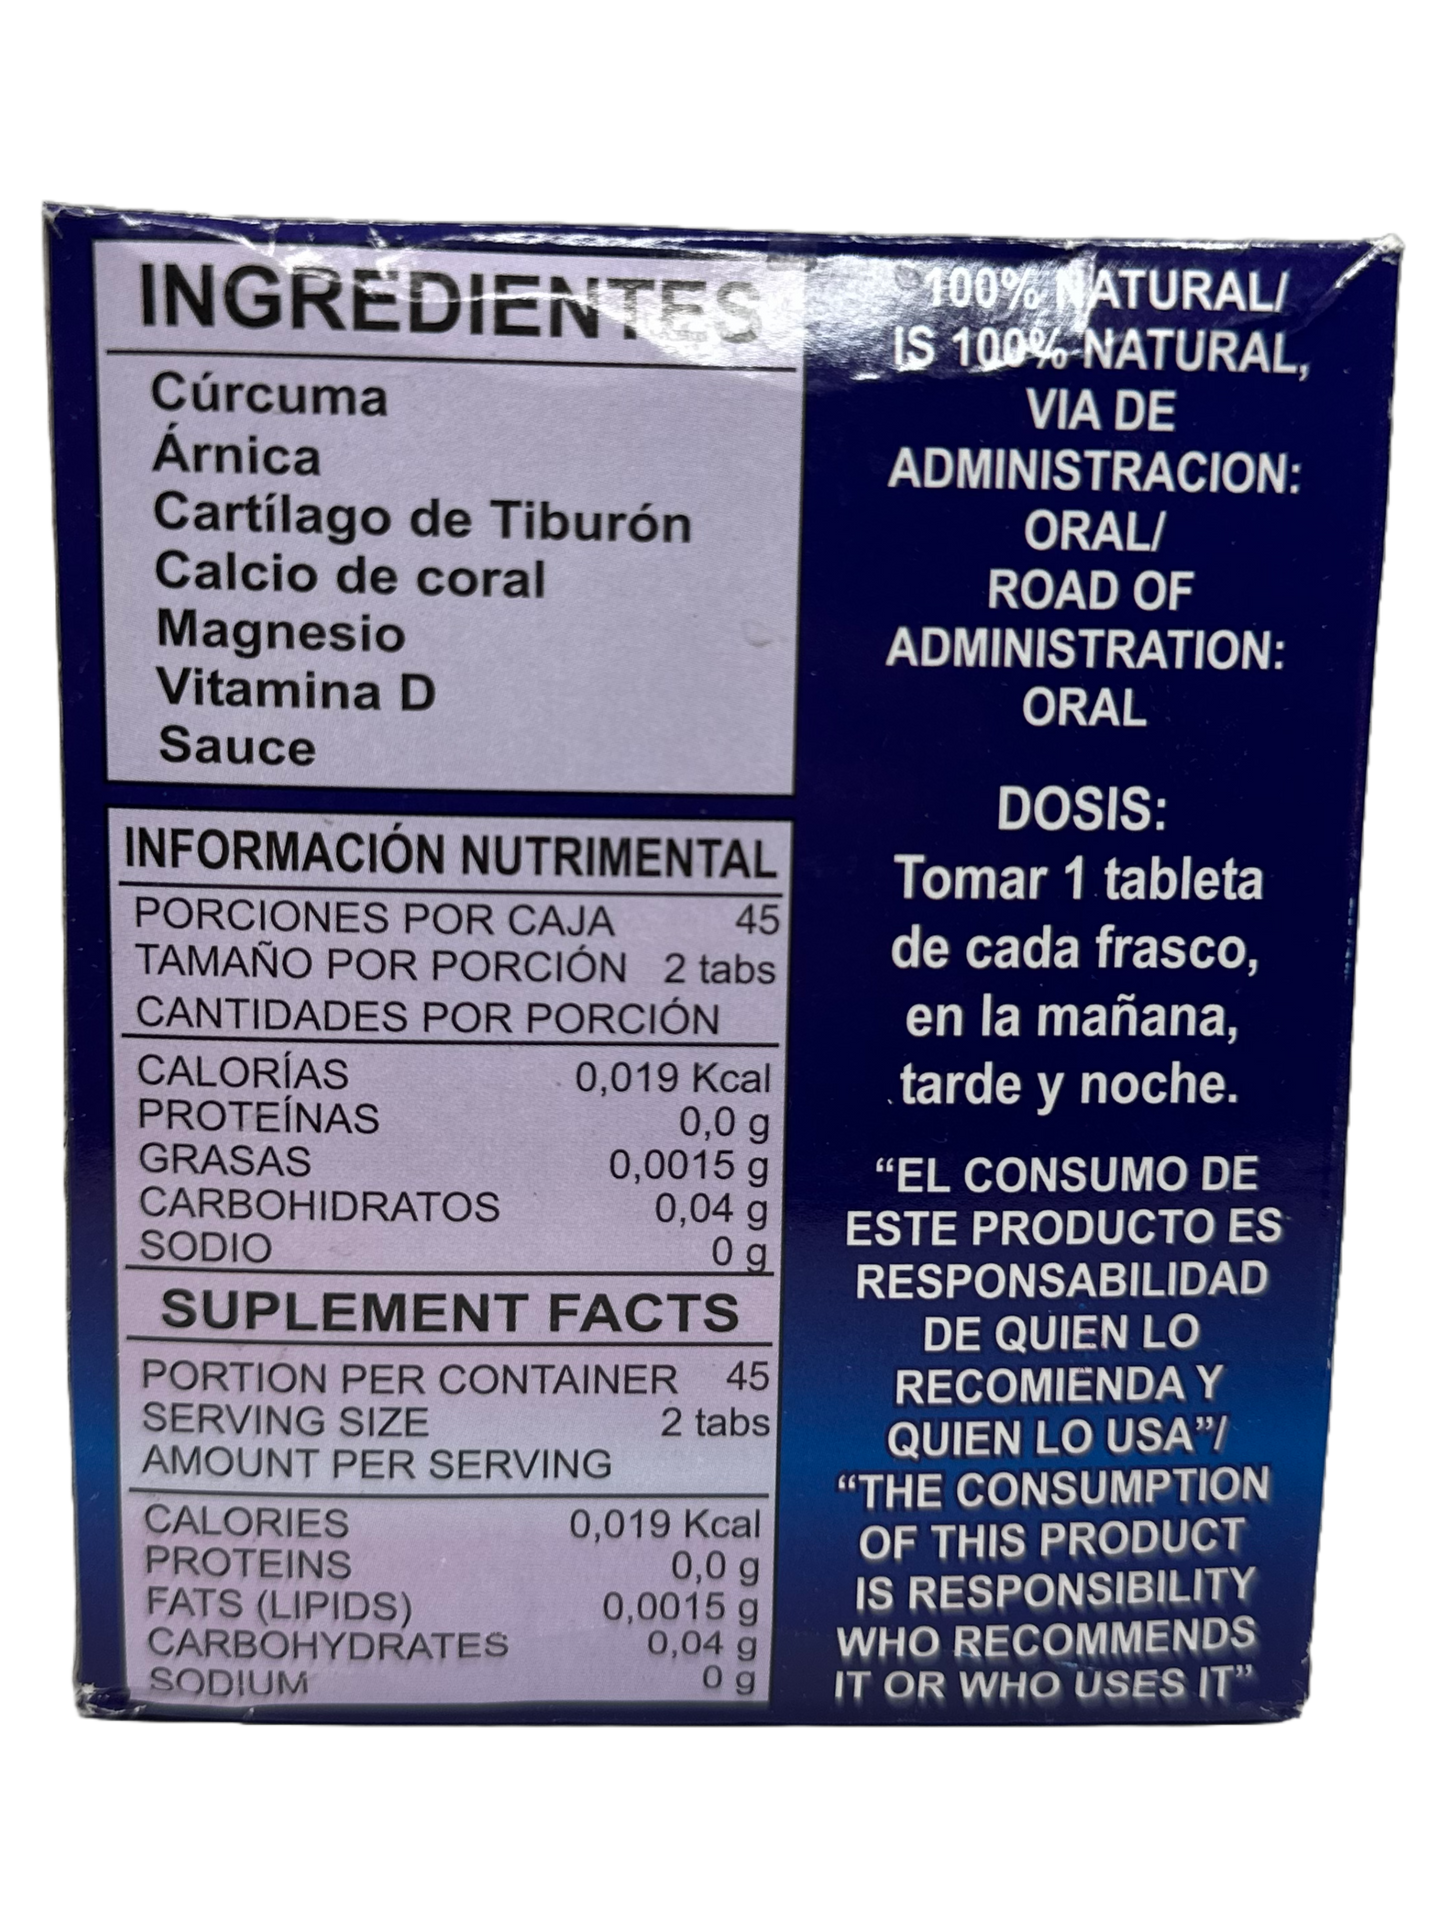 INGREDIENTES
Cúrcuma
Árnica
Cartílago de Tiburón
Calcio de coral
Magnesio
Vitamina D
Sauce
INFORMACIÓN NUTRIMENTAL
PORCIONES POR CAJA 45
TAMAÑO POR PORCIÓN 2 tabs
CANTIDADES POR PORCIÓN
CALORÍAS 0,019 Kcal
PROTEÍNAS 0,0 g
GRASAS 0,0015 g
CARBOHIDRATOS 0,04 g
SODIO 0 g
SUPLEMENT FACTS
PORTION PER CONTAINER 45
SERVING SIZE 2 tabs
AMOUNT PER SERVING
CALORIES 0,019 Kcal
PROTEINS 0,0 g
FATS (LIPIDS) 0,0015 g
CARBOHYDRATES 0,04 g
SODIUM 0 g
100% NATURAL/
IS 100% NATURAL,
VIA DE
ADMINISTRACION:
ORAL/
ROAD OF
ADMINISTRATION:
ORAL
DOSIS:
Tomar 1 tableta
de cada frasco,
en la mañana,
tarde y noche.
“EL CONSUMO DE
ESTE PRODUCTO ES
RESPONSABILIDAD
DE QUIEN LO
RECOMIENDA Y
QUIEN LO USA”/
“THE CONSUMPTION
OF THIS PRODUCT
IS RESPONSIBILITY
WHO RECOMMENDS
IT OR WHO USES IT”